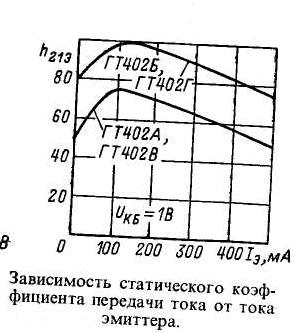 h21Э
80
60
40
20
ГТ402Б,
ГТ402Г
ГТ402А,
ГТ402В
UКБ=1В
В
0 100 200 300 400 IЭ, мА
Зависимость статического коэф-
фициента передачи тока от тока
эмиттера.